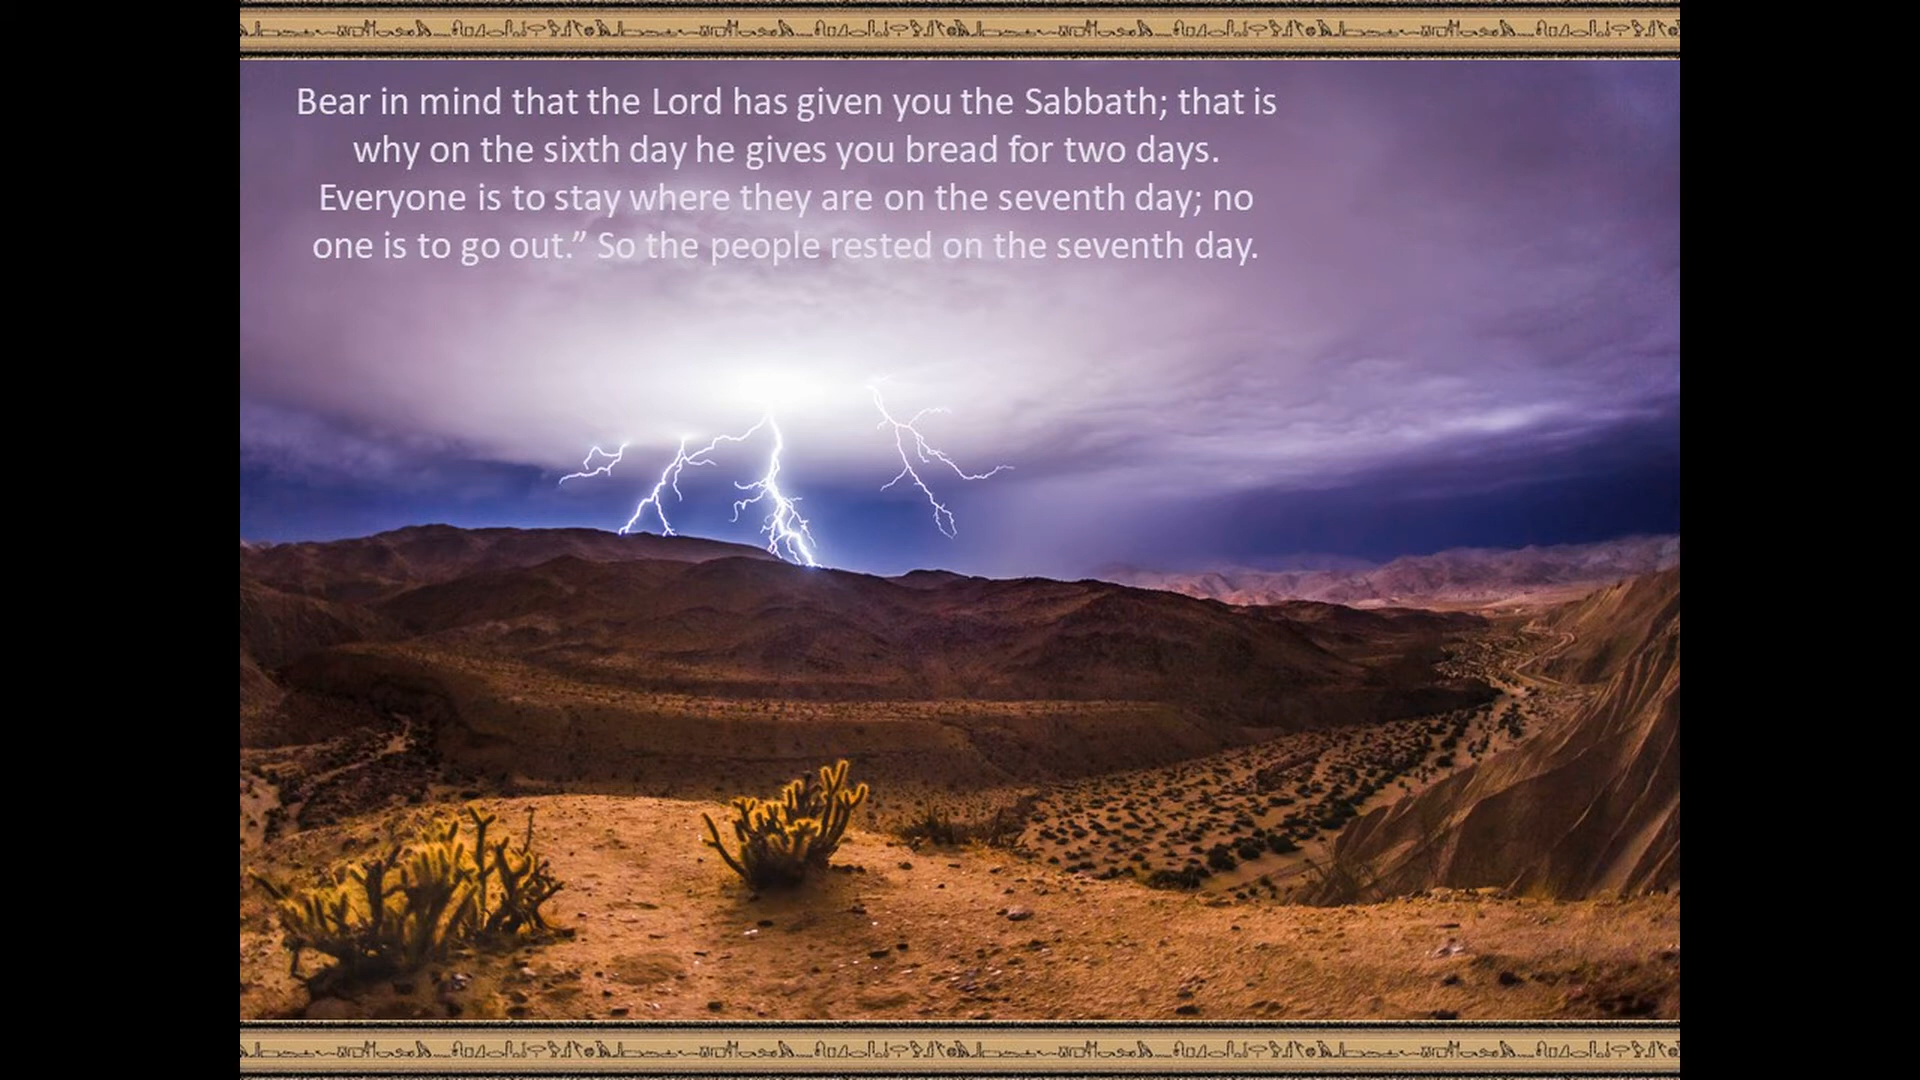 Bear in mind that the Lord has given you the Sabbath; that is
why on the sixth day he gives you bread for two days.
Everyone is to stay where they are on the seventh day; no
one is to go out.” So the people rested on the seventh day.